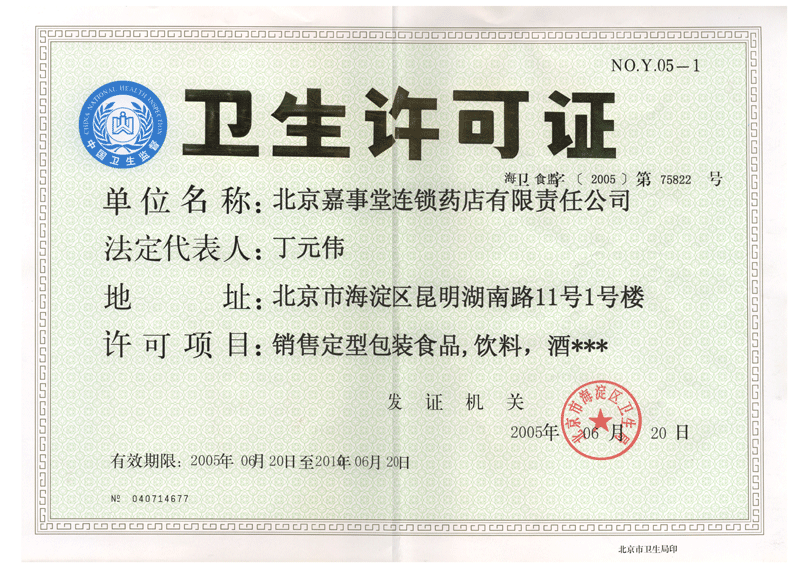 NO.Y.05—1
CHINA NATIONAL HEALTH INSPECTION
中国卫生监督
卫生许可证
海卫食监字〔2005〕第 75822 号
单位名称:北京嘉事堂连锁药店有限责任公司
法定代表人:丁元伟
地址:北京市海淀区昆明湖南路11号1号楼
许可项目:销售定型包装食品,饮料，酒***
发证机关
北京市海淀区卫生局
2005年 06 月 20 日
有效期限: 2005年 06月 20日至2010年06月 20日
№ 040714677
北京市卫生局印